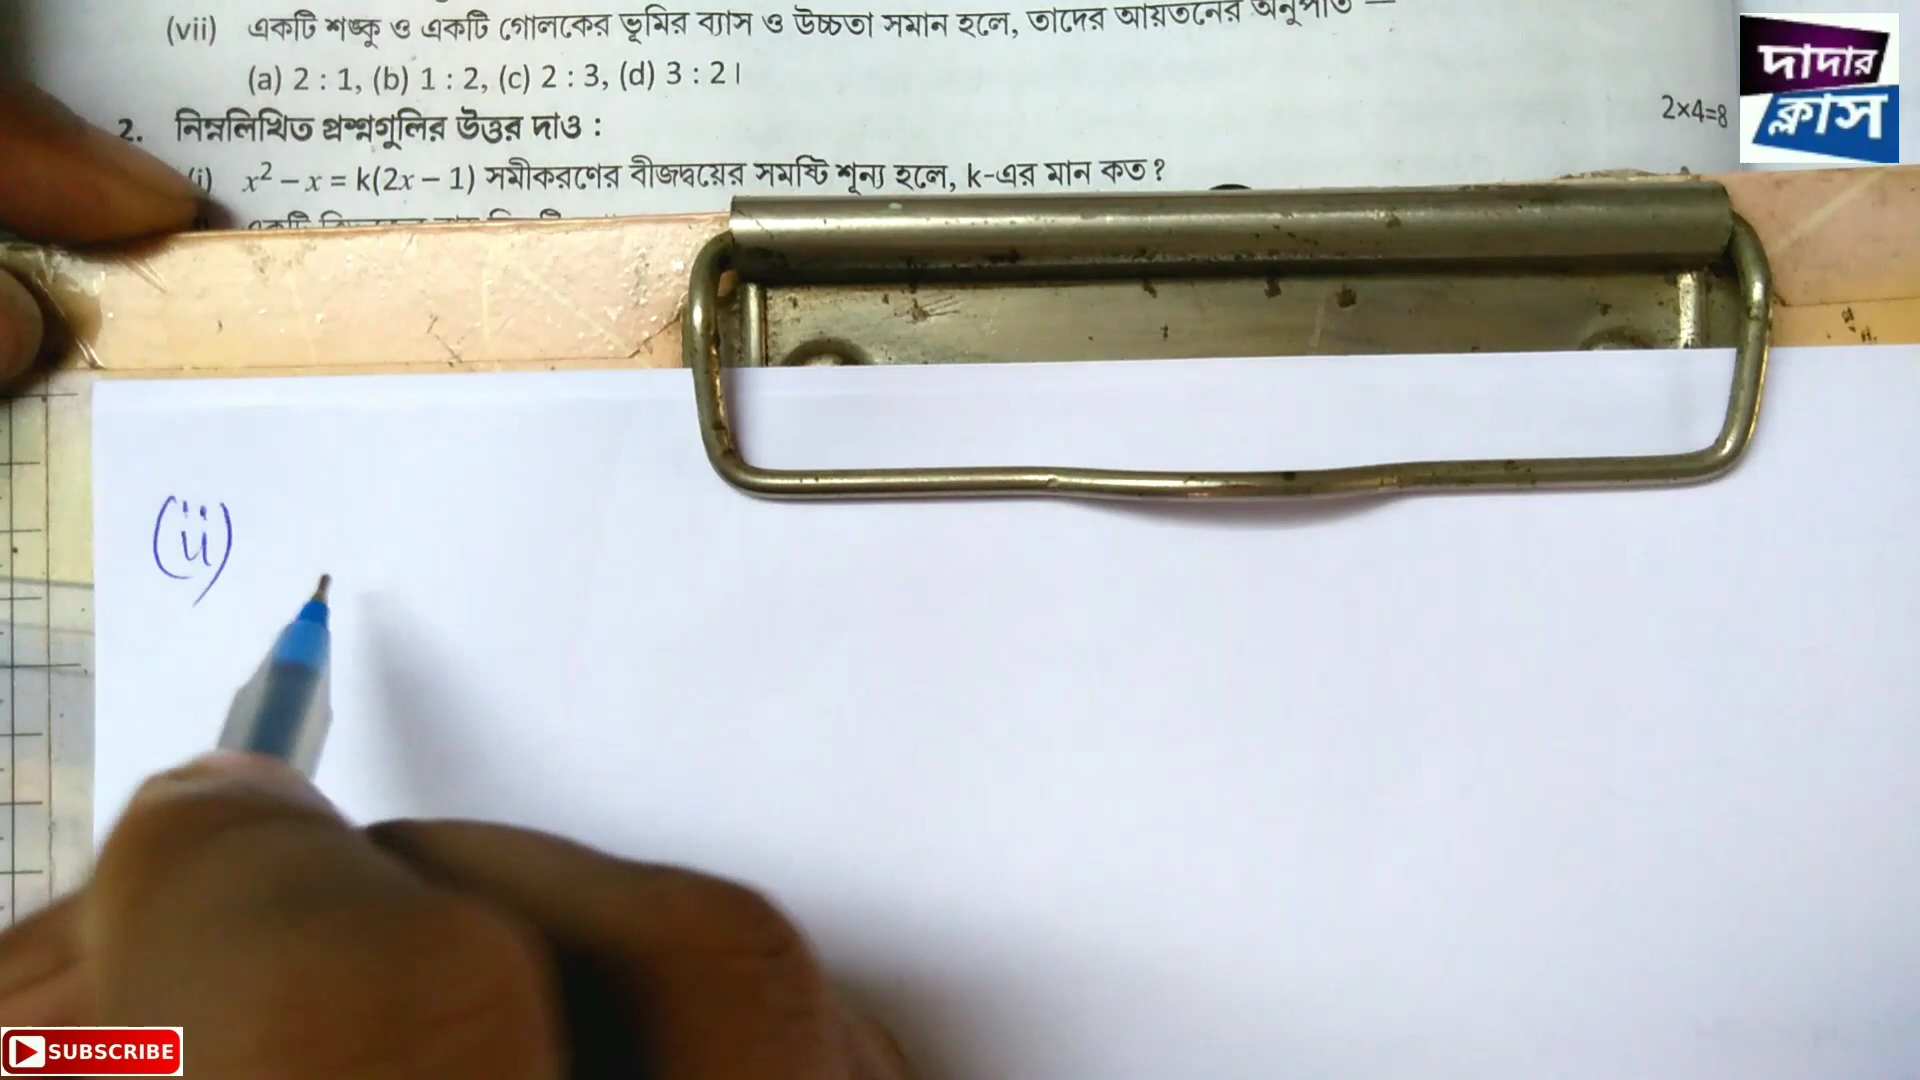 (vii) একটি শঙ্কু ও একটি গোলকের ভূমির ব্যাস ও উচ্চতা সমান হলে, তাদের আয়তনের অনুপাত —
(a) 2 : 1, (b) 1 : 2, (c) 2 : 3, (d) 3 : 2।
2. নিম্নলিখিত প্রশ্নগুলির উত্তর দাও : 2×4=8
(i) x² – x = k(2x – 1) সমীকরণের বীজদ্বয়ের সমষ্টি শূন্য হলে, k-এর মান কত?
(ii)
দাদার
ক্লাস
SUBSCRIBE